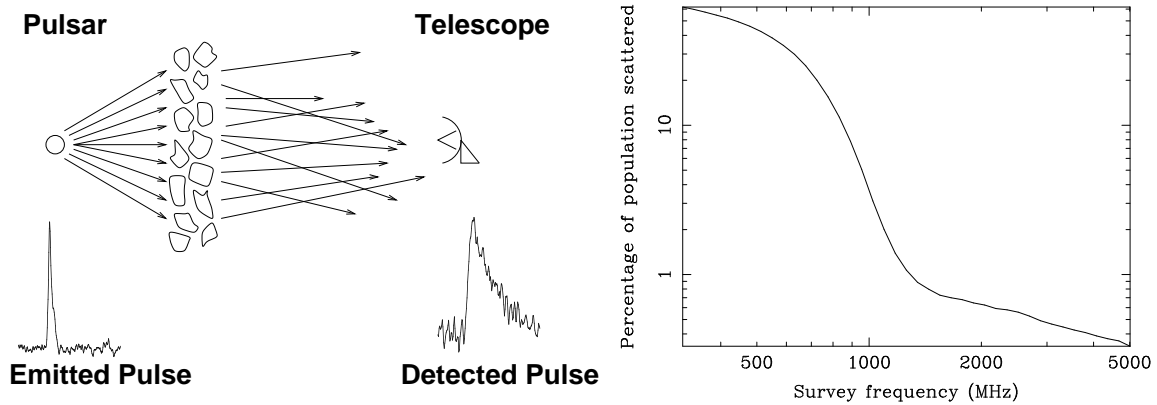 Pulsar
Telescope
Emitted Pulse
Detected Pulse
Percentage of population scattered
10
1
500
1000
2000
5000
Survey frequency (MHz)